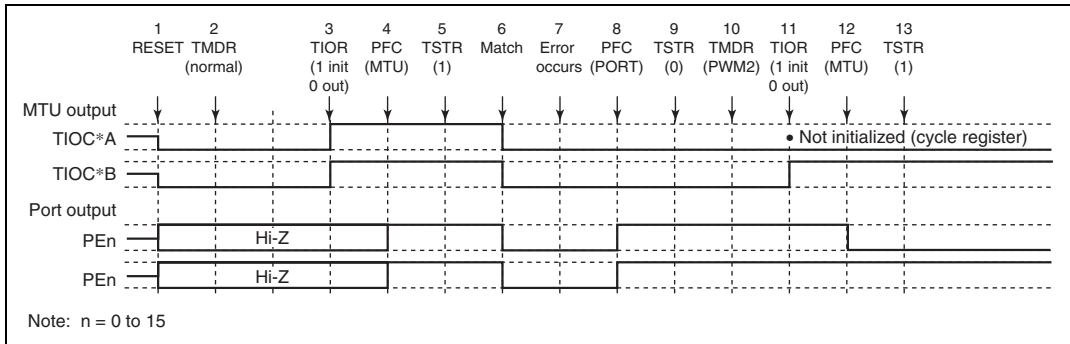 1 2 3 4 5 6 7 8 9 10 11 12 13
RESET TMDR TIOR PFC TSTR Match Error PFC TSTR TMDR TIOR PFC TSTR
(normal) (1 init (MTU) (1) occurs (PORT) (0) (PWM2) (1 init (MTU) (1)
0 out) 0 out)
MTU output
TIOC*A
• Not initialized (cycle register)
TIOC*B
Port output
PEn
Hi-Z
PEn
Hi-Z
Note: n = 0 to 15